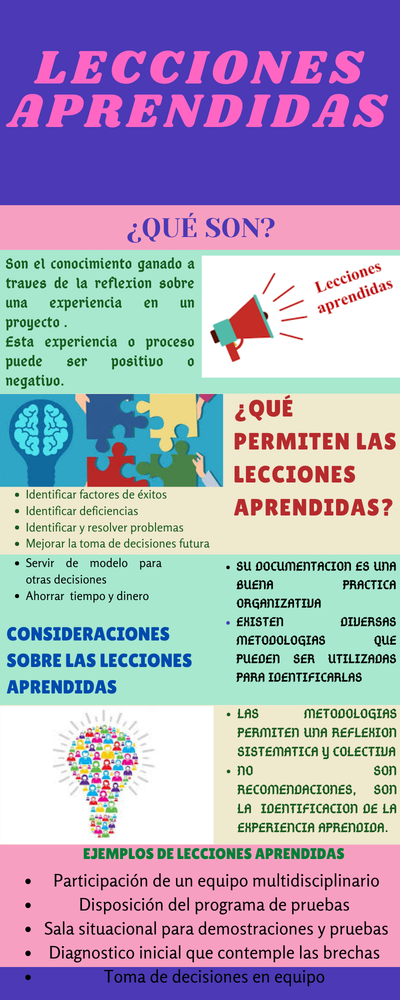 LECCIONES
APRENDIDAS
¿QUÉ SON?
Son el conocimiento ganado a
traves de la reflexion sobre
una experiencia en un
proyecto .
Esta experiencia o proceso
puede ser positivo o
negativo.
Lecciones
aprendidas
¿QUÉ
PERMITEN LAS
LECCIONES
APRENDIDAS?
• Identificar factores de éxitos
• Identificar deficiencias
• Identificar y resolver problemas
• Mejorar la toma de decisiones futura
• Servir de modelo para
otras decisiones
• Ahorrar tiempo y dinero
CONSIDERACIONES
SOBRE LAS LECCIONES
APRENDIDAS
• SU DOCUMENTACION ES UNA
BUENA PRACTICA
ORGANIZATIVA
• EXISTEN DIVERSAS
METODOLOGIAS QUE
PUEDEN SER UTILIZADAS
PARA IDENTIFICARLAS
• LAS METODOLOGIAS
PERMITEN UNA REFLEXION
SISTEMATICA y COLECTIVA
• NO SON
RECOMENDACIONES, SON
LA IDENTIFICACION DE LA
EXPERIENCIA APRENDIDA.
EJEMPLOS DE LECCIONES APRENDIDAS
• Participación de un equipo multidisciplinario
• Disposición del programa de pruebas
• Sala situacional para demostraciones y pruebas
• Diagnostico inicial que contemple las brechas
• Toma de decisiones en equipo